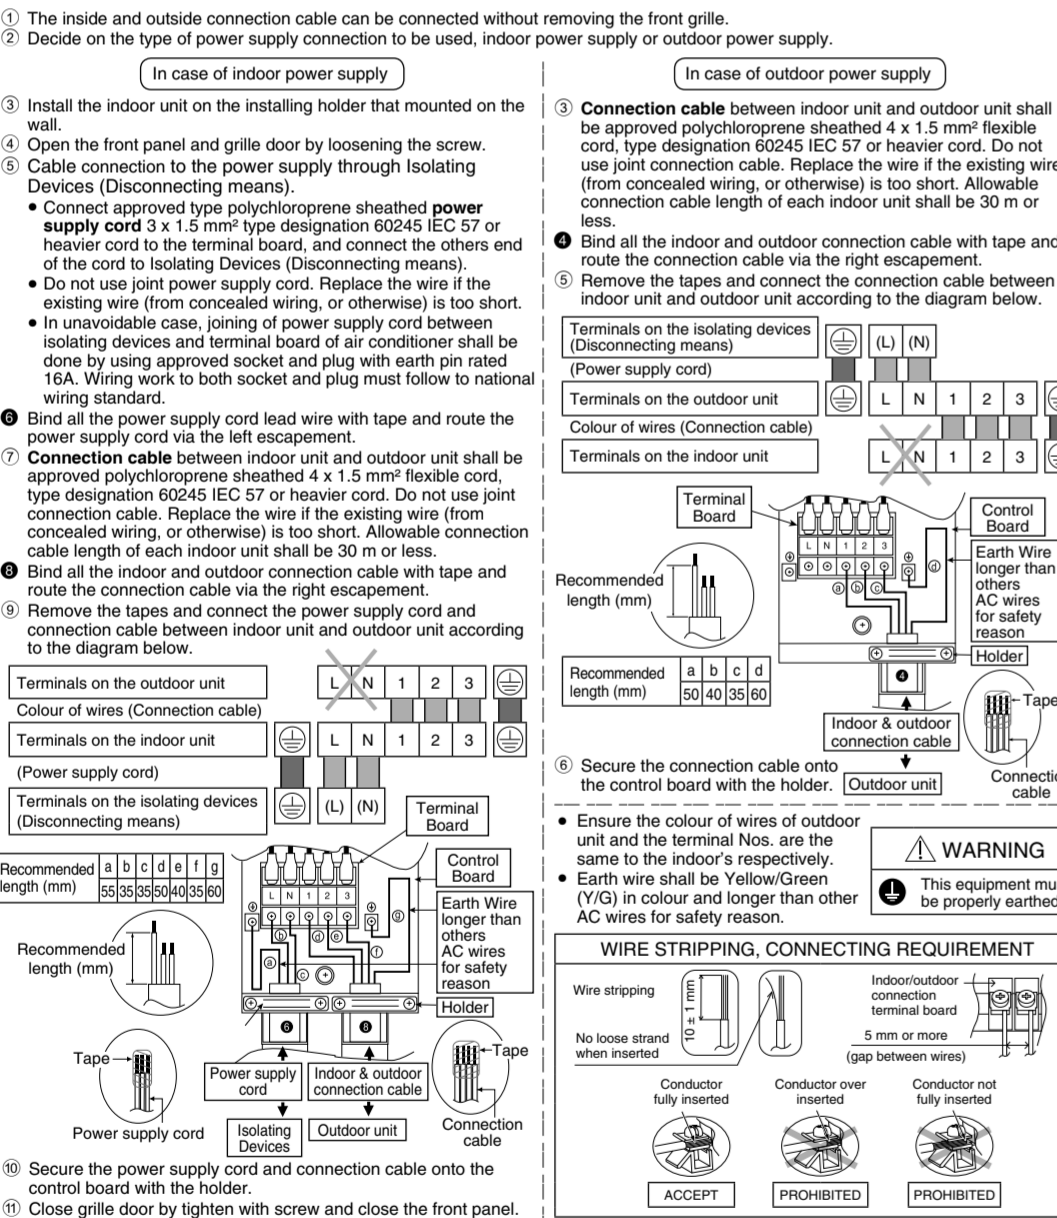 ① The inside and outside connection cable can be connected without removing the front grille.
② Decide on the type of power supply connection to be used, indoor power supply or outdoor power supply.
In case of indoor power supply
③ Install the indoor unit on the installing holder that mounted on the
wall.
④ Open the front panel and grille door by loosening the screw.
⑤ Cable connection to the power supply through Isolating
Devices (Disconnecting means).
• Connect approved type polychloroprene sheathed power
supply cord 3 x 1.5 mm² type designation 60245 IEC 57 or
heavier cord to the terminal board, and connect the others end
of the cord to Isolating Devices (Disconnecting means).
• Do not use joint power supply cord. Replace the wire if the
existing wire (from concealed wiring, or otherwise) is too short.
• In unavoidable case, joining of power supply cord between
isolating devices and terminal board of air conditioner shall be
done by using approved socket and plug with earth pin rated
16A. Wiring work to both socket and plug must follow to national
wiring standard.
❻ Bind all the power supply cord lead wire with tape and route the
power supply cord via the left escapement.
⑦ Connection cable between indoor unit and outdoor unit shall be
approved polychloroprene sheathed 4 x 1.5 mm² flexible cord,
type designation 60245 IEC 57 or heavier cord. Do not use joint
connection cable. Replace the wire if the existing wire (from
concealed wiring, or otherwise) is too short. Allowable connection
cable length of each indoor unit shall be 30 m or less.
❽ Bind all the indoor and outdoor connection cable with tape and
route the connection cable via the right escapement.
⑨ Remove the tapes and connect the power supply cord and
connection cable between indoor unit and outdoor unit according
to the diagram below.
Terminals on the outdoor unit L N 1 2 3
Colour of wires (Connection cable)
Terminals on the indoor unit L N 1 2 3
(Power supply cord)
Terminals on the isolating devices (L) (N)
(Disconnecting means)
Terminal
Board
Recommended a b c d e f g
length (mm) 55 35 35 50 40 35 60
Control
Board
L N 1 2 3
Earth Wire
longer than
others
AC wires
for safety
reason
Recommended
length (mm)
ⓐ ⓑ ⓒ ⓓ ⓔ ⓕ ⓖ
Holder
❻ ❽
Tape
Tape
Power supply
cord
Indoor & outdoor
connection cable
Power supply cord
Isolating
Devices
Outdoor unit
Connection
cable
⑩ Secure the power supply cord and connection cable onto the
control board with the holder.
⑪ Close grille door by tighten with screw and close the front panel.
In case of outdoor power supply
③ Connection cable between indoor unit and outdoor unit shall
be approved polychloroprene sheathed 4 x 1.5 mm² flexible
cord, type designation 60245 IEC 57 or heavier cord. Do not
use joint connection cable. Replace the wire if the existing wire
(from concealed wiring, or otherwise) is too short. Allowable
connection cable length of each indoor unit shall be 30 m or
less.
❹ Bind all the indoor and outdoor connection cable with tape and
route the connection cable via the right escapement.
⑤ Remove the tapes and connect the connection cable between
indoor unit and outdoor unit according to the diagram below.
Terminals on the isolating devices (L) (N)
(Disconnecting means)
(Power supply cord)
Terminals on the outdoor unit L N 1 2 3
Colour of wires (Connection cable)
Terminals on the indoor unit L N 1 2 3
Terminal
Board
Control
Board
L N 1 2 3
Earth Wire
longer than
others
AC wires
for safety
reason
Recommended
length (mm)
ⓐ ⓑ ⓒ ⓓ
Holder
Recommended a b c d
length (mm) 50 40 35 60
❹
Tape
Indoor & outdoor
connection cable
Connecti
cable
⑥ Secure the connection cable onto
the control board with the holder.
Outdoor unit
• Ensure the colour of wires of outdoor
unit and the terminal Nos. are the
same to the indoor's respectively.
• Earth wire shall be Yellow/Green
(Y/G) in colour and longer than other
AC wires for safety reason.
WARNING
This equipment mu
be properly earthed
WIRE STRIPPING, CONNECTING REQUIREMENT
Wire stripping
10 ± 1 mm
No loose strand
when inserted
Indoor/outdoor
connection
terminal board
5 mm or more
(gap between wires)
Conductor
fully inserted
Conductor over
inserted
Conductor not
fully inserted
ACCEPT
PROHIBITED
PROHIBITED